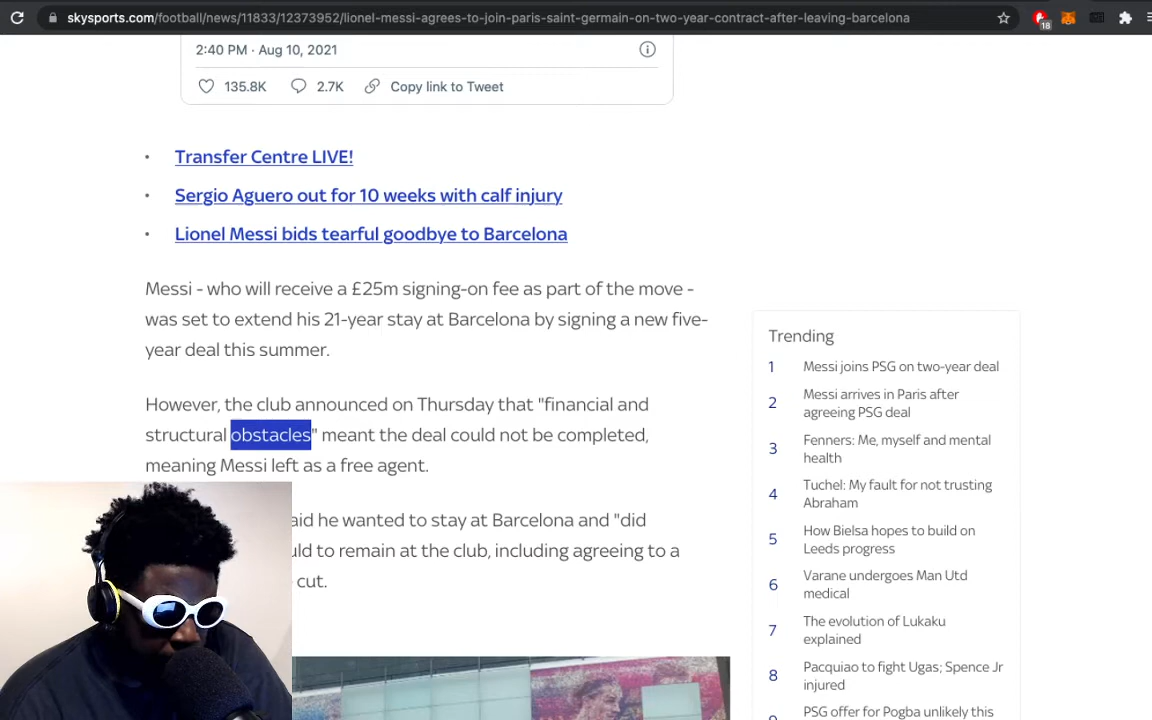 skysports.com/football/news/11833/12373952/lionel-messi-agrees-to-join-paris-saint-germain-on-two-year-contract-after-leaving-barcelona
18
2:40 PM · Aug 10, 2021
135.8K
2.7K
Copy link to Tweet
• Transfer Centre LIVE!
• Sergio Aguero out for 10 weeks with calf injury
• Lionel Messi bids tearful goodbye to Barcelona
Messi - who will receive a £25m signing-on fee as part of the move -
was set to extend his 21-year stay at Barcelona by signing a new five-
year deal this summer.
However, the club announced on Thursday that "financial and
structural obstacles" meant the deal could not be completed,
meaning Messi left as a free agent.
aid he wanted to stay at Barcelona and "did
uld to remain at the club, including agreeing to a
cut.
Trending
1 Messi joins PSG on two-year deal
2 Messi arrives in Paris after
agreeing PSG deal
3 Fenners: Me, myself and mental
health
4 Tuchel: My fault for not trusting
Abraham
5 How Bielsa hopes to build on
Leeds progress
6 Varane undergoes Man Utd
medical
7 The evolution of Lukaku
explained
8 Pacquiao to fight Ugas; Spence Jr
injured
9 PSG offer for Pogba unlikely this